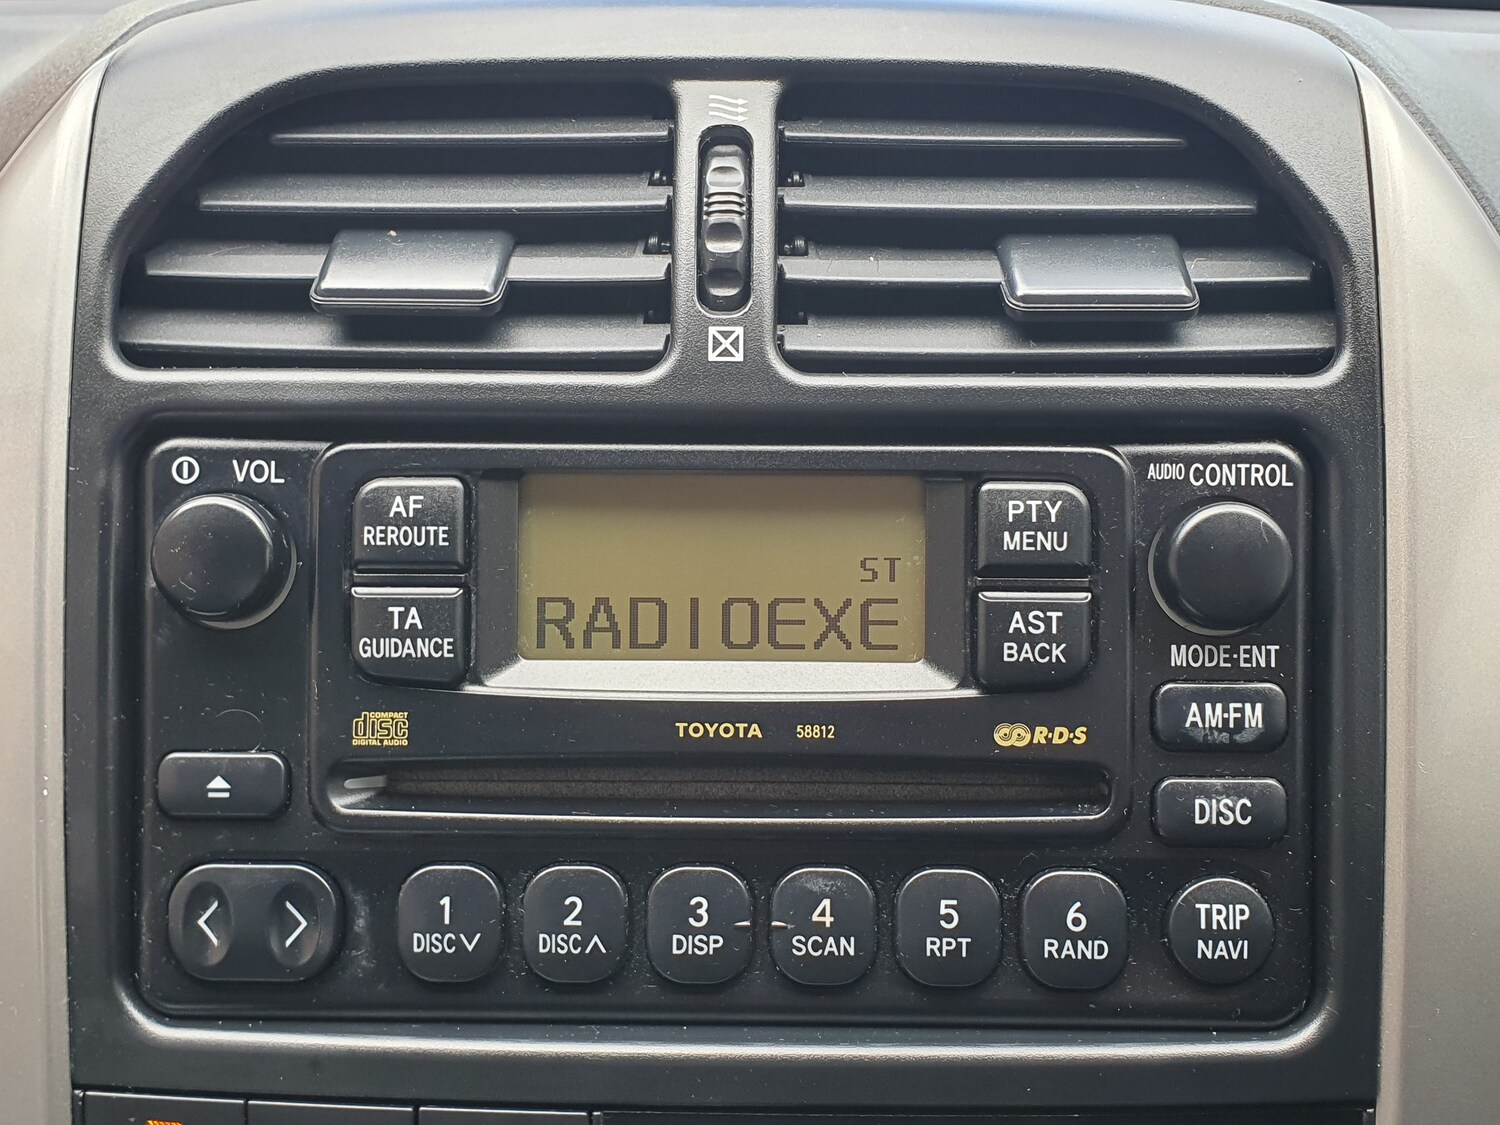 VOL
AF
REROUTE
TA
GUIDANCE
ST
RADIOEXE
PTY
MENU
AST
BACK
AUDIO CONTROL
MODE·ENT
COMPACT
disc
DIGITAL AUDIO
TOYOTA 58812
R·D·S
AM·FM
DISC
1
DISC
2
DISC
3
DISP
4
SCAN
5
RPT
6
RAND
TRIP
NAVI